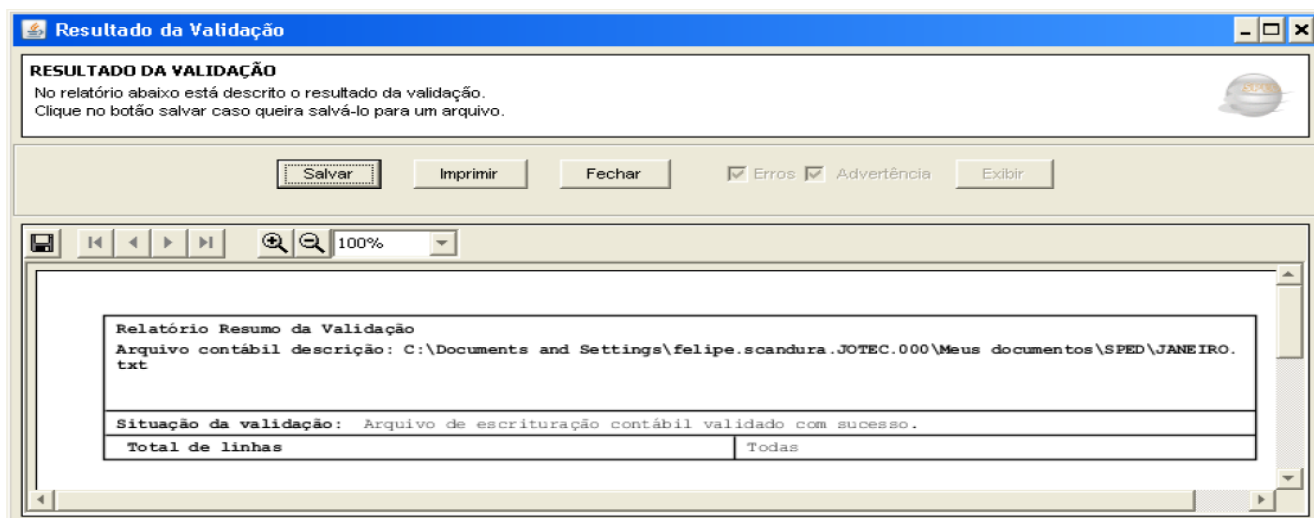 Resultado da Validação
RESULTADO DA VALIDAÇÃO
No relatório abaixo está descrito o resultado da validação.
Clique no botão salvar caso queira salvá-lo para um arquivo.
Salvar Imprimir Fechar Erros Advertência Exibir
100%
Relatório Resumo da Validação
Arquivo contábil descrição: C:\Documents and Settings\felipe.scandura.JOTEC.000\Meus documentos\SPED\JANEIRO.
txt
Situação da validação: Arquivo de escrituração contábil validado com sucesso.
Total de linhas Todas